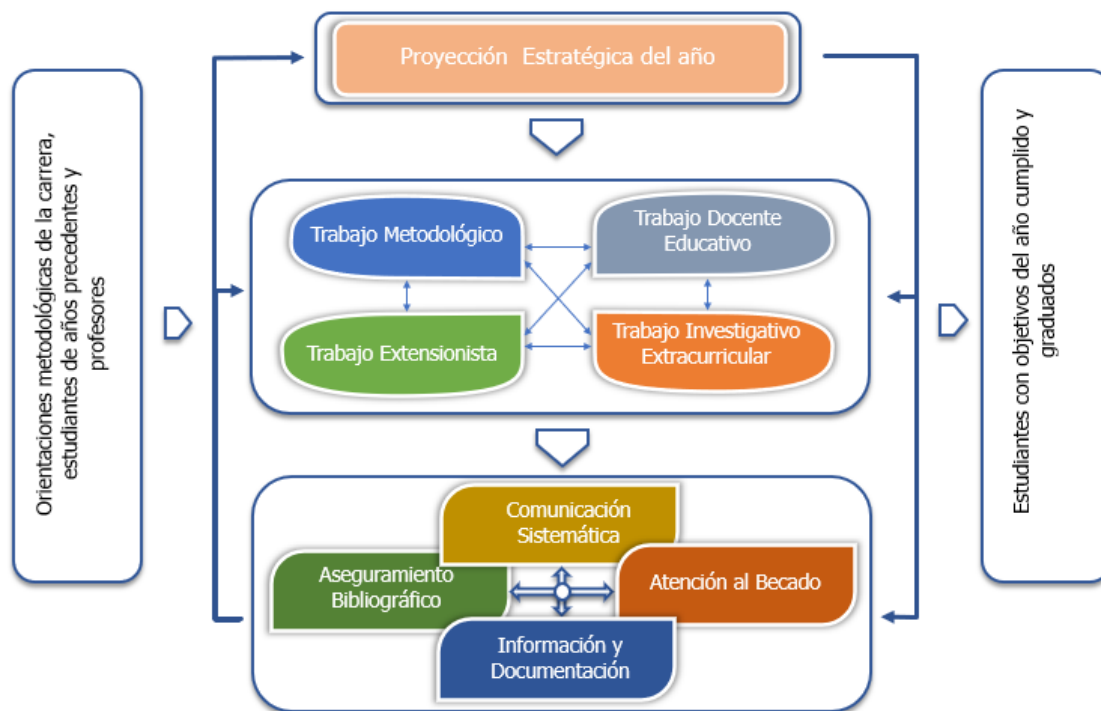 Proyección Estratégica del año
Orientaciones metodológicas de la carrera,
estudiantes de años precedentes y
profesores
Trabajo Metodológico
Trabajo Docente
Educativo
Trabajo Extensionista
Trabajo Investigativo
Extracurricular
Comunicación
Sistemática
Aseguramiento
Bibliográfico
Atención al Becado
Información y
Documentación
Estudiantes con objetivos del año cumplido y
graduados